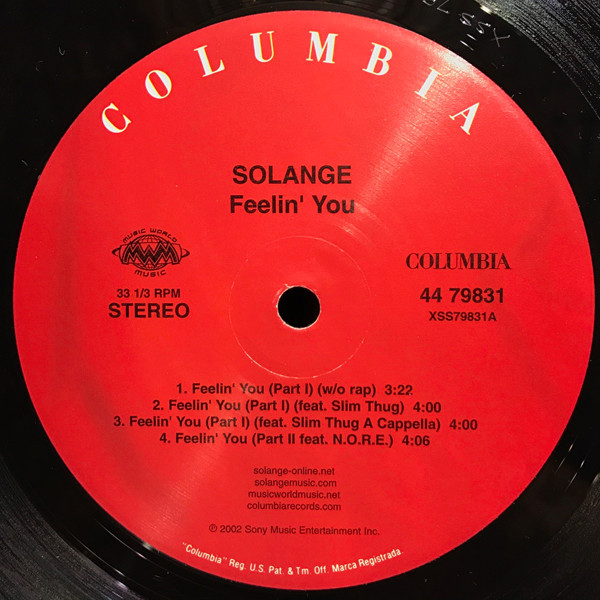 COLUMBIA
SOLANGE
Feelin' You
MUSIC WORLD
MWM
MUSIC
COLUMBIA
33 1/3 RPM
STEREO
44 79831
XSS79831A
1. Feelin' You (Part I) (w/o rap) 3:22
2. Feelin' You (Part I) (feat. Slim Thug) 4:00
3. Feelin' You (Part I) (feat. Slim Thug A Cappella) 4:00
4. Feelin' You (Part II feat. N.O.R.E.) 4:06
solange-online.net
solangemusic.com
musicworldmusic.net
columbiarecords.com
℗ 2002 Sony Music Entertainment Inc.
"Columbia" Reg. U.S. Pat. & Tm. Off. Marca Registrada.